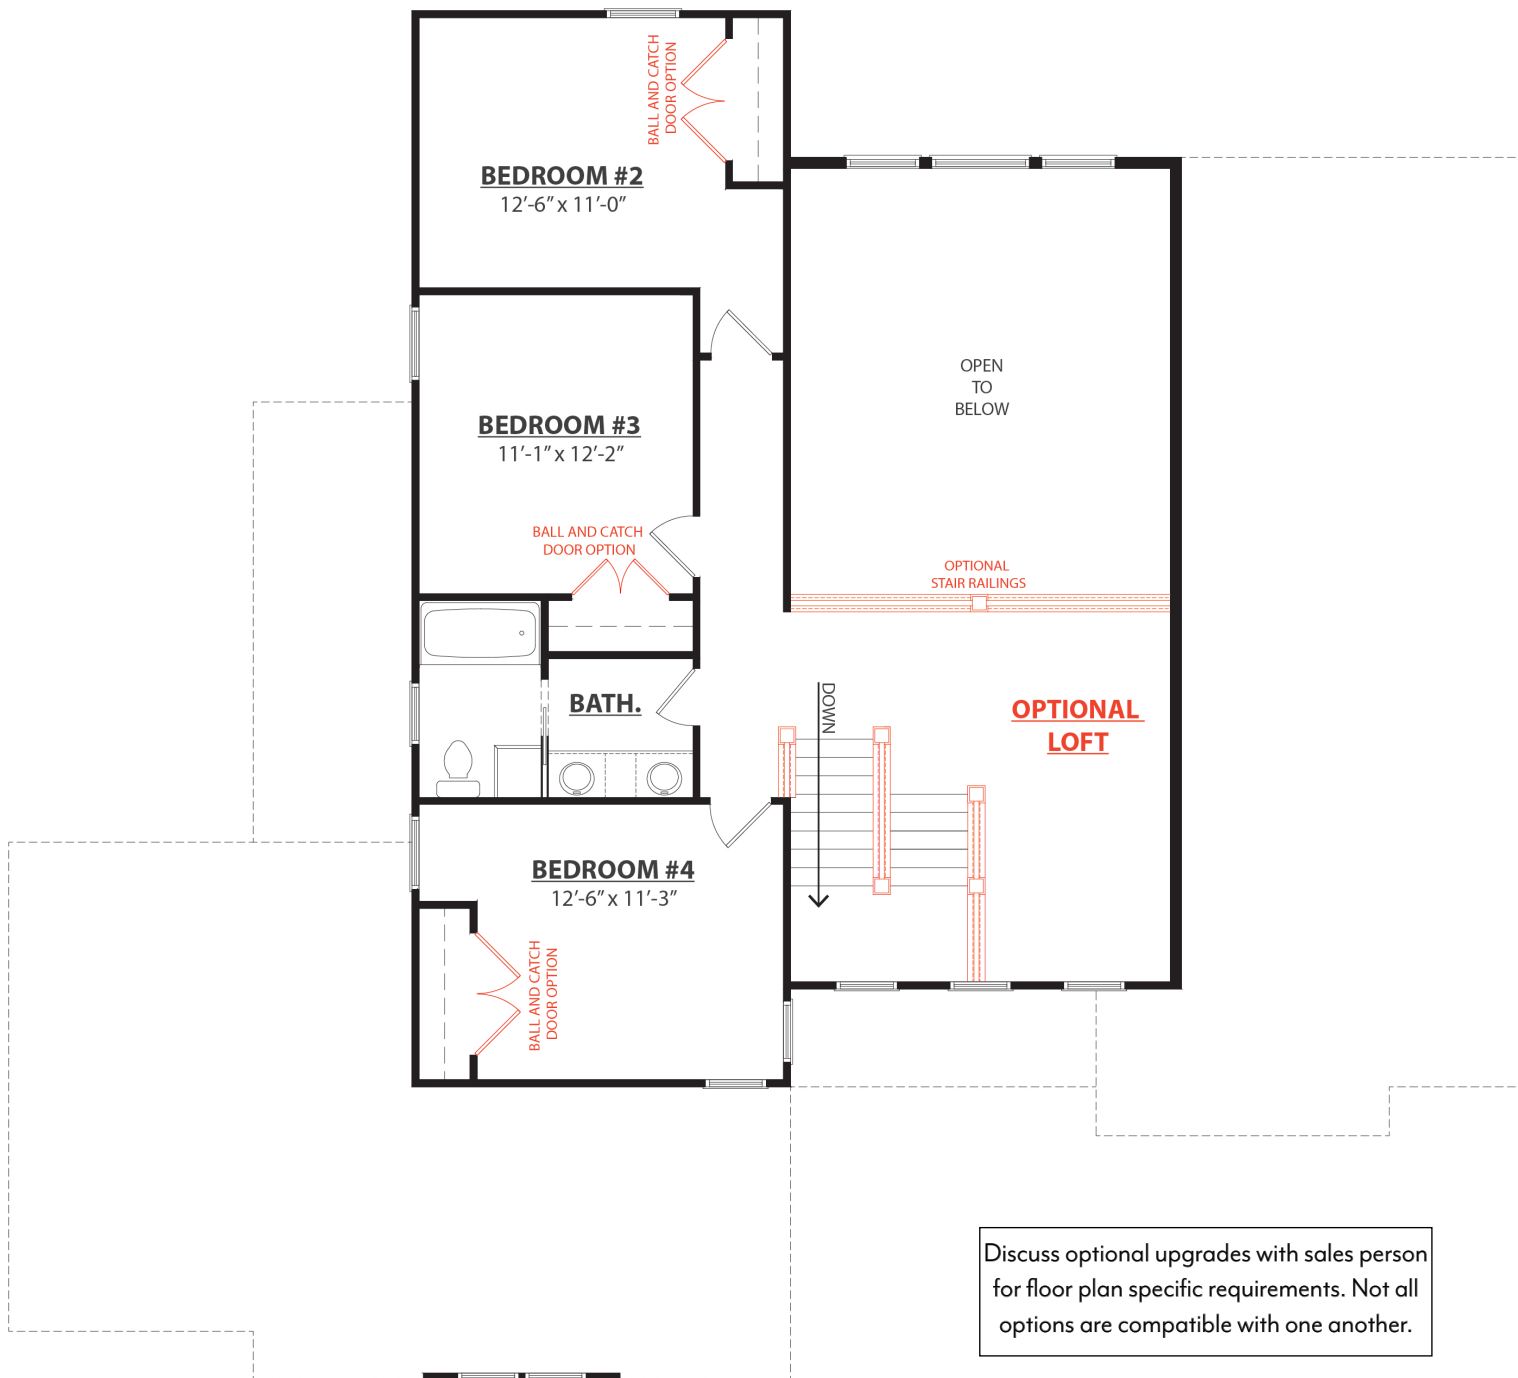 BALL AND CATCH
DOOR OPTION
BEDROOM #2
12’-6” x 11’-0”
OPEN
TO
BELOW
BEDROOM #3
11’-1” x 12’-2”
BALL AND CATCH
DOOR OPTION
OPTIONAL
STAIR RAILINGS
BATH.
DOWN
OPTIONAL
LOFT
BEDROOM #4
12’-6” x 11’-3”
BALL AND CATCH
DOOR OPTION
Discuss optional upgrades with sales person
for floor plan specific requirements. Not all
options are compatible with one another.